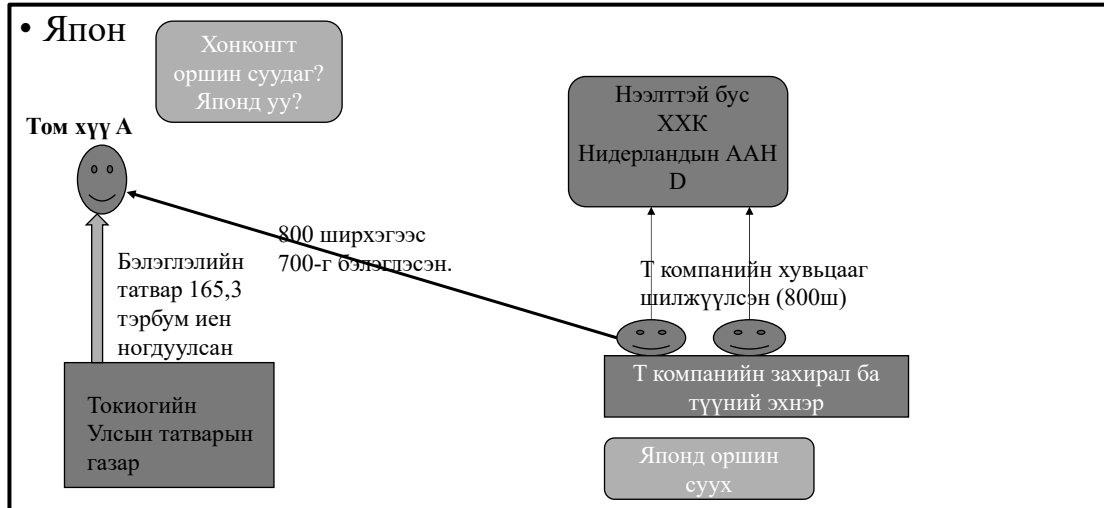 • Япон
Хонконгт
оршин суудаг?
Японд уу?
Том хүү А
Нээлттэй бус
ХХК
Нидерландын ААН
D
800 ширхэгээс
700-г бэлэглэсэн.
Бэлэглэлийн
татвар 165,3
тэрбум иен
ногдуулсан
Т компанийн хувьцааг
шилжүүлсэн (800ш)
Т компанийн захирал ба
түүний эхнэр
Токиогийн
Улсын татварын
газар
Японд оршин
суух